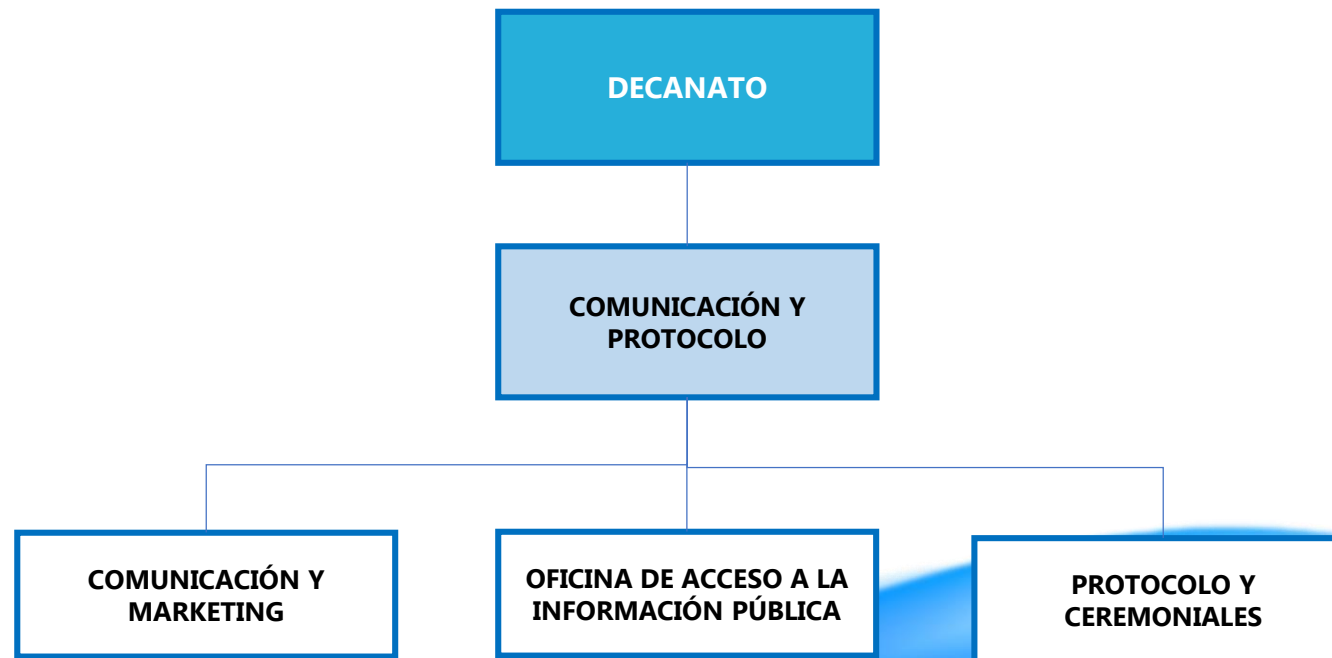 DECANATO
COMUNICACIÓN Y
PROTOCOLO
COMUNICACIÓN Y
MARKETING
OFICINA DE ACCESO A LA
INFORMACIÓN PÚBLICA
PROTOCOLO Y
CEREMONIALES